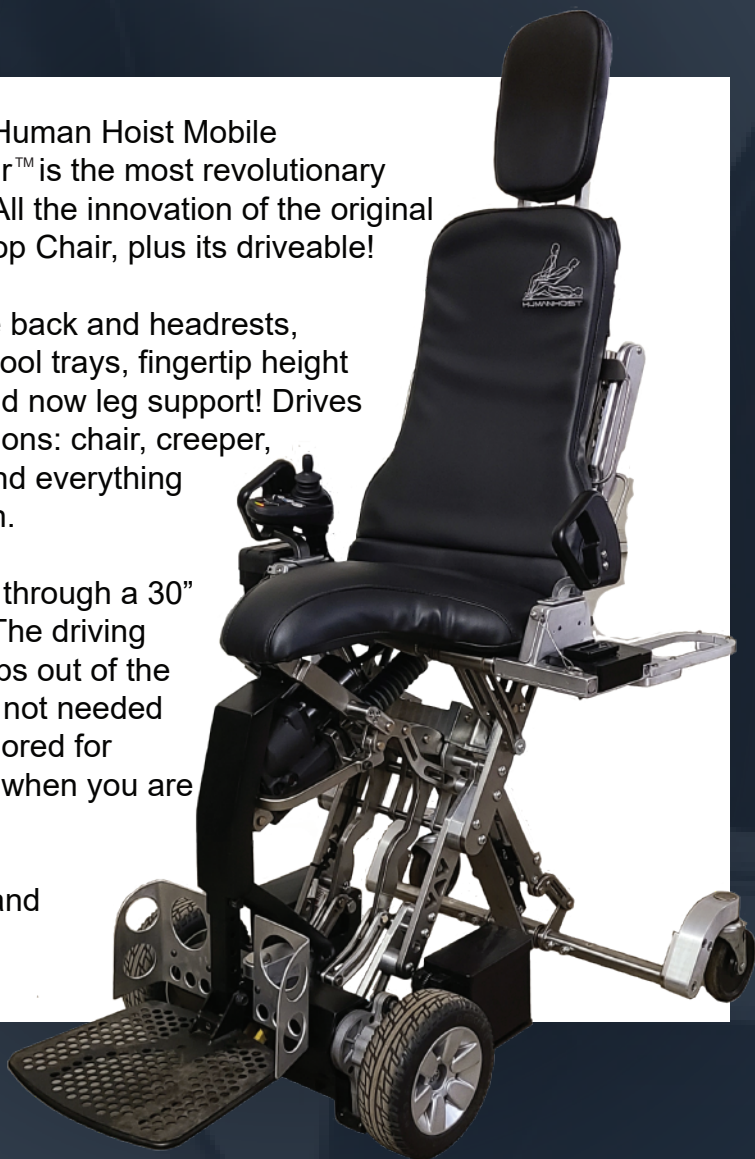 Human Hoist Mobile
r™ is the most revolutionary
All the innovation of the original
op Chair, plus its driveable!
back and headrests,
ool trays, fingertip height
d now leg support! Drives
ons: chair, creeper,
nd everything
n.
through a 30”
The driving
ps out of the
not needed
ored for
when you are
and
HUMANHOIST